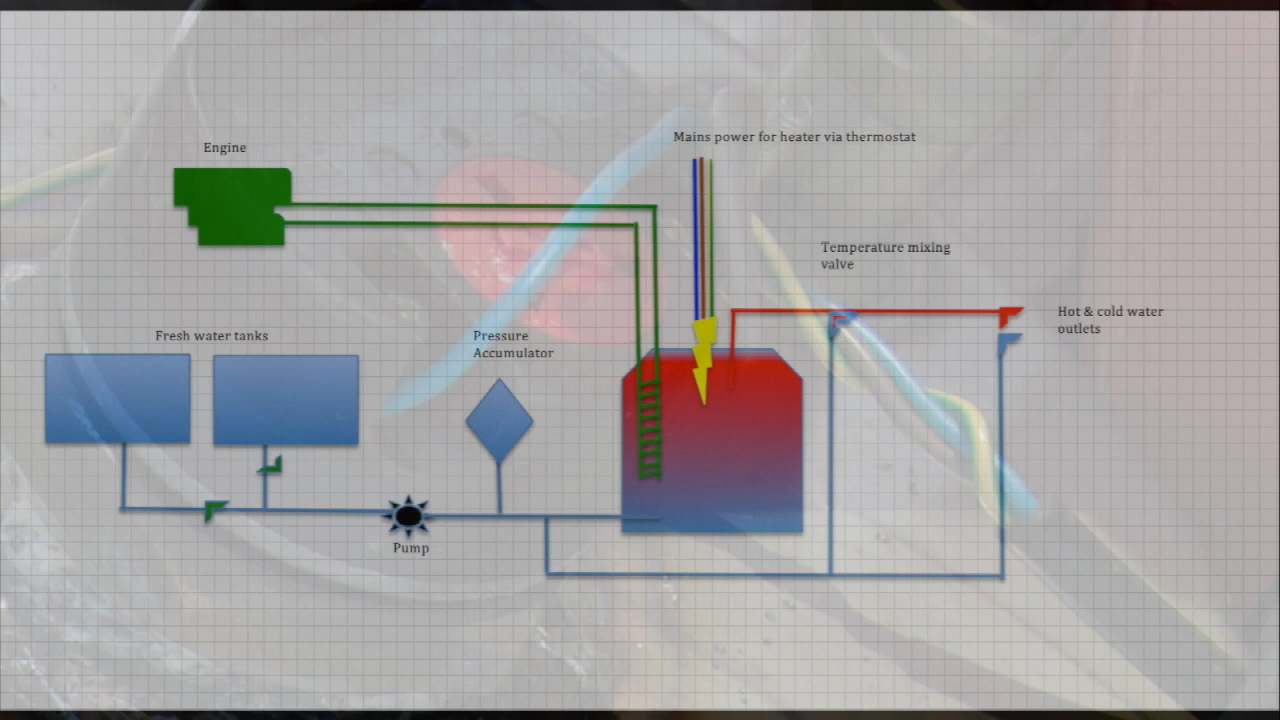 Mains power for heater via thermostat
Engine
Temperature mixing
valve
Hot & cold water
outlets
Fresh water tanks
Pressure
Accumulator
Pump